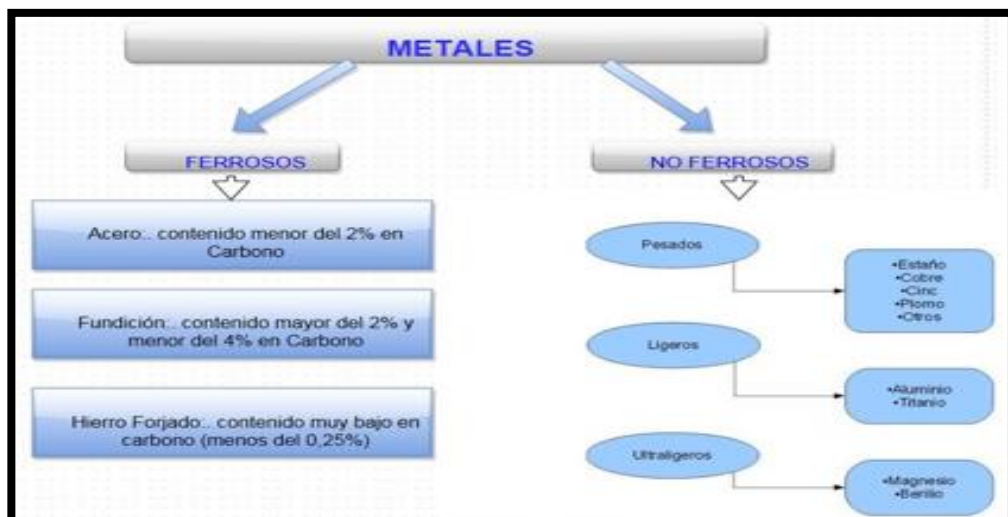 METALES
FERROSOS
NO FERROSOS
Acero:. contenido menor del 2% en
Carbono
Fundición:. contenido mayor del 2% y
menor del 4% en Carbono
Hierro Forjado:. contenido muy bajo en
carbono (menos del 0,25%)
Pesados
•Estaño
•Cobre
•Cinc
•Plomo
•Otros
Ligeros
•Aluminio
•Titanio
Ultraligeros
•Magnesio
•Berilio